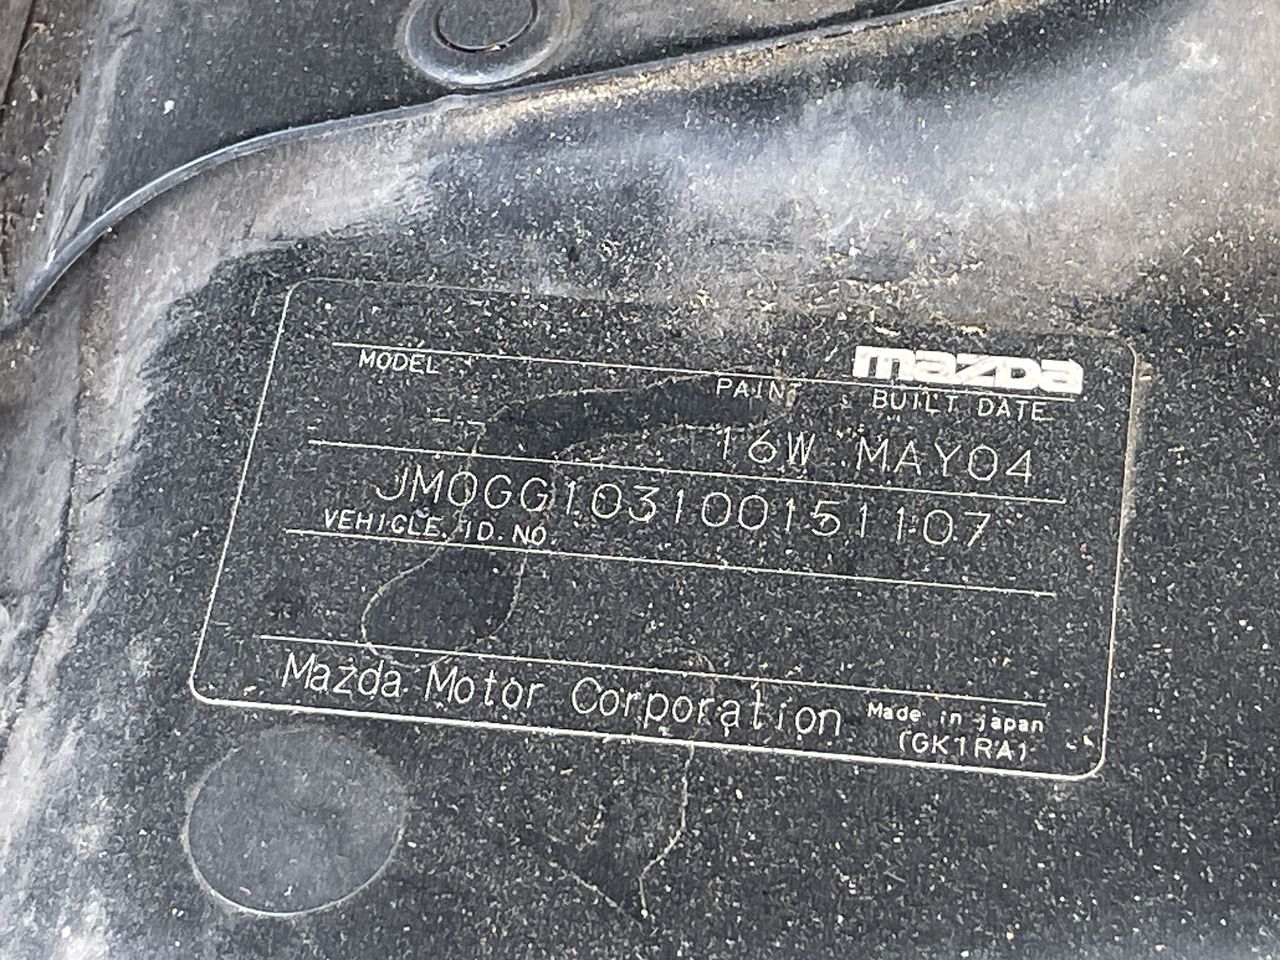 mazda
MODEL PAINT BUILT DATE
-- 16W MAY04
JM0GG103100151107
VEHICLE. ID. NO.
Mazda Motor Corporation
Made in japan
(GK1RA)